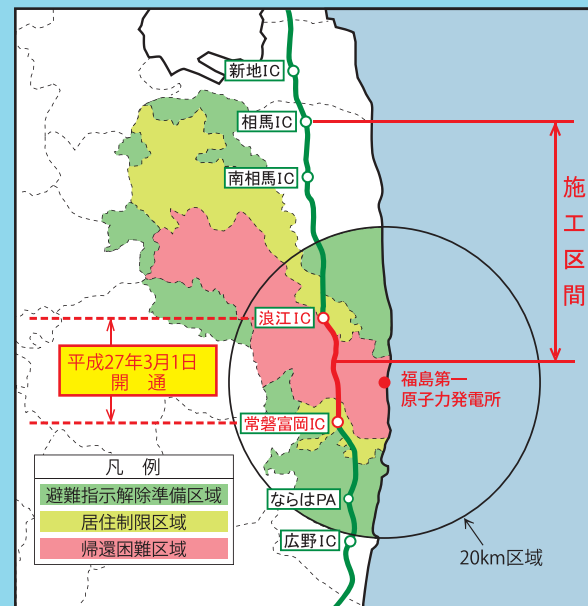 新地IC
相馬IC
南相馬IC
施工区間
浪江IC
平成27年3月1日
開通
福島第一
原子力発電所
常磐富岡IC
凡例
避難指示解除準備区域
居住制限区域
帰還困難区域
ならはPA
広野IC
20km区域